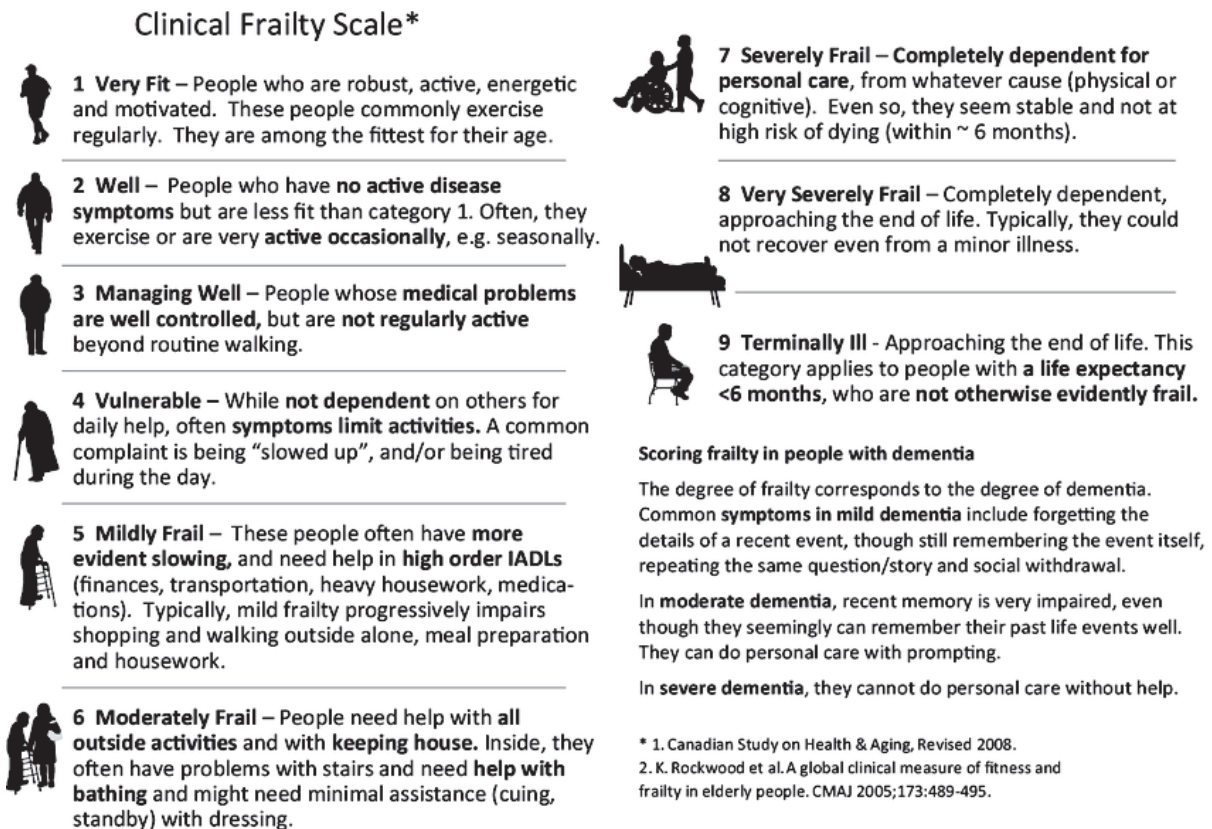 Clinical Frailty Scale*
1 Very Fit – People who are robust, active, energetic
and motivated. These people commonly exercise
regularly. They are among the fittest for their age.
2 Well – People who have no active disease
symptoms but are less fit than category 1. Often, they
exercise or are very active occasionally, e.g. seasonally.
3 Managing Well – People whose medical problems
are well controlled, but are not regularly active
beyond routine walking.
4 Vulnerable – While not dependent on others for
daily help, often symptoms limit activities. A common
complaint is being “slowed up”, and/or being tired
during the day.
5 Mildly Frail – These people often have more
evident slowing, and need help in high order IADLs
(finances, transportation, heavy housework, medica-
tions). Typically, mild frailty progressively impairs
shopping and walking outside alone, meal preparation
and housework.
6 Moderately Frail – People need help with all
outside activities and with keeping house. Inside, they
often have problems with stairs and need help with
bathing and might need minimal assistance (cuing,
standby) with dressing.
7 Severely Frail – Completely dependent for
personal care, from whatever cause (physical or
cognitive). Even so, they seem stable and not at
high risk of dying (within ~ 6 months).
8 Very Severely Frail – Completely dependent,
approaching the end of life. Typically, they could
not recover even from a minor illness.
9 Terminally Ill - Approaching the end of life. This
category applies to people with a life expectancy
<6 months, who are not otherwise evidently frail.
Scoring frailty in people with dementia
The degree of frailty corresponds to the degree of dementia.
Common symptoms in mild dementia include forgetting the
details of a recent event, though still remembering the event itself,
repeating the same question/story and social withdrawal.
In moderate dementia, recent memory is very impaired, even
though they seemingly can remember their past life events well.
They can do personal care with prompting.
In severe dementia, they cannot do personal care without help.
* 1. Canadian Study on Health & Aging, Revised 2008.
2. K. Rockwood et al. A global clinical measure of fitness and
frailty in elderly people. CMAJ 2005;173:489-495.